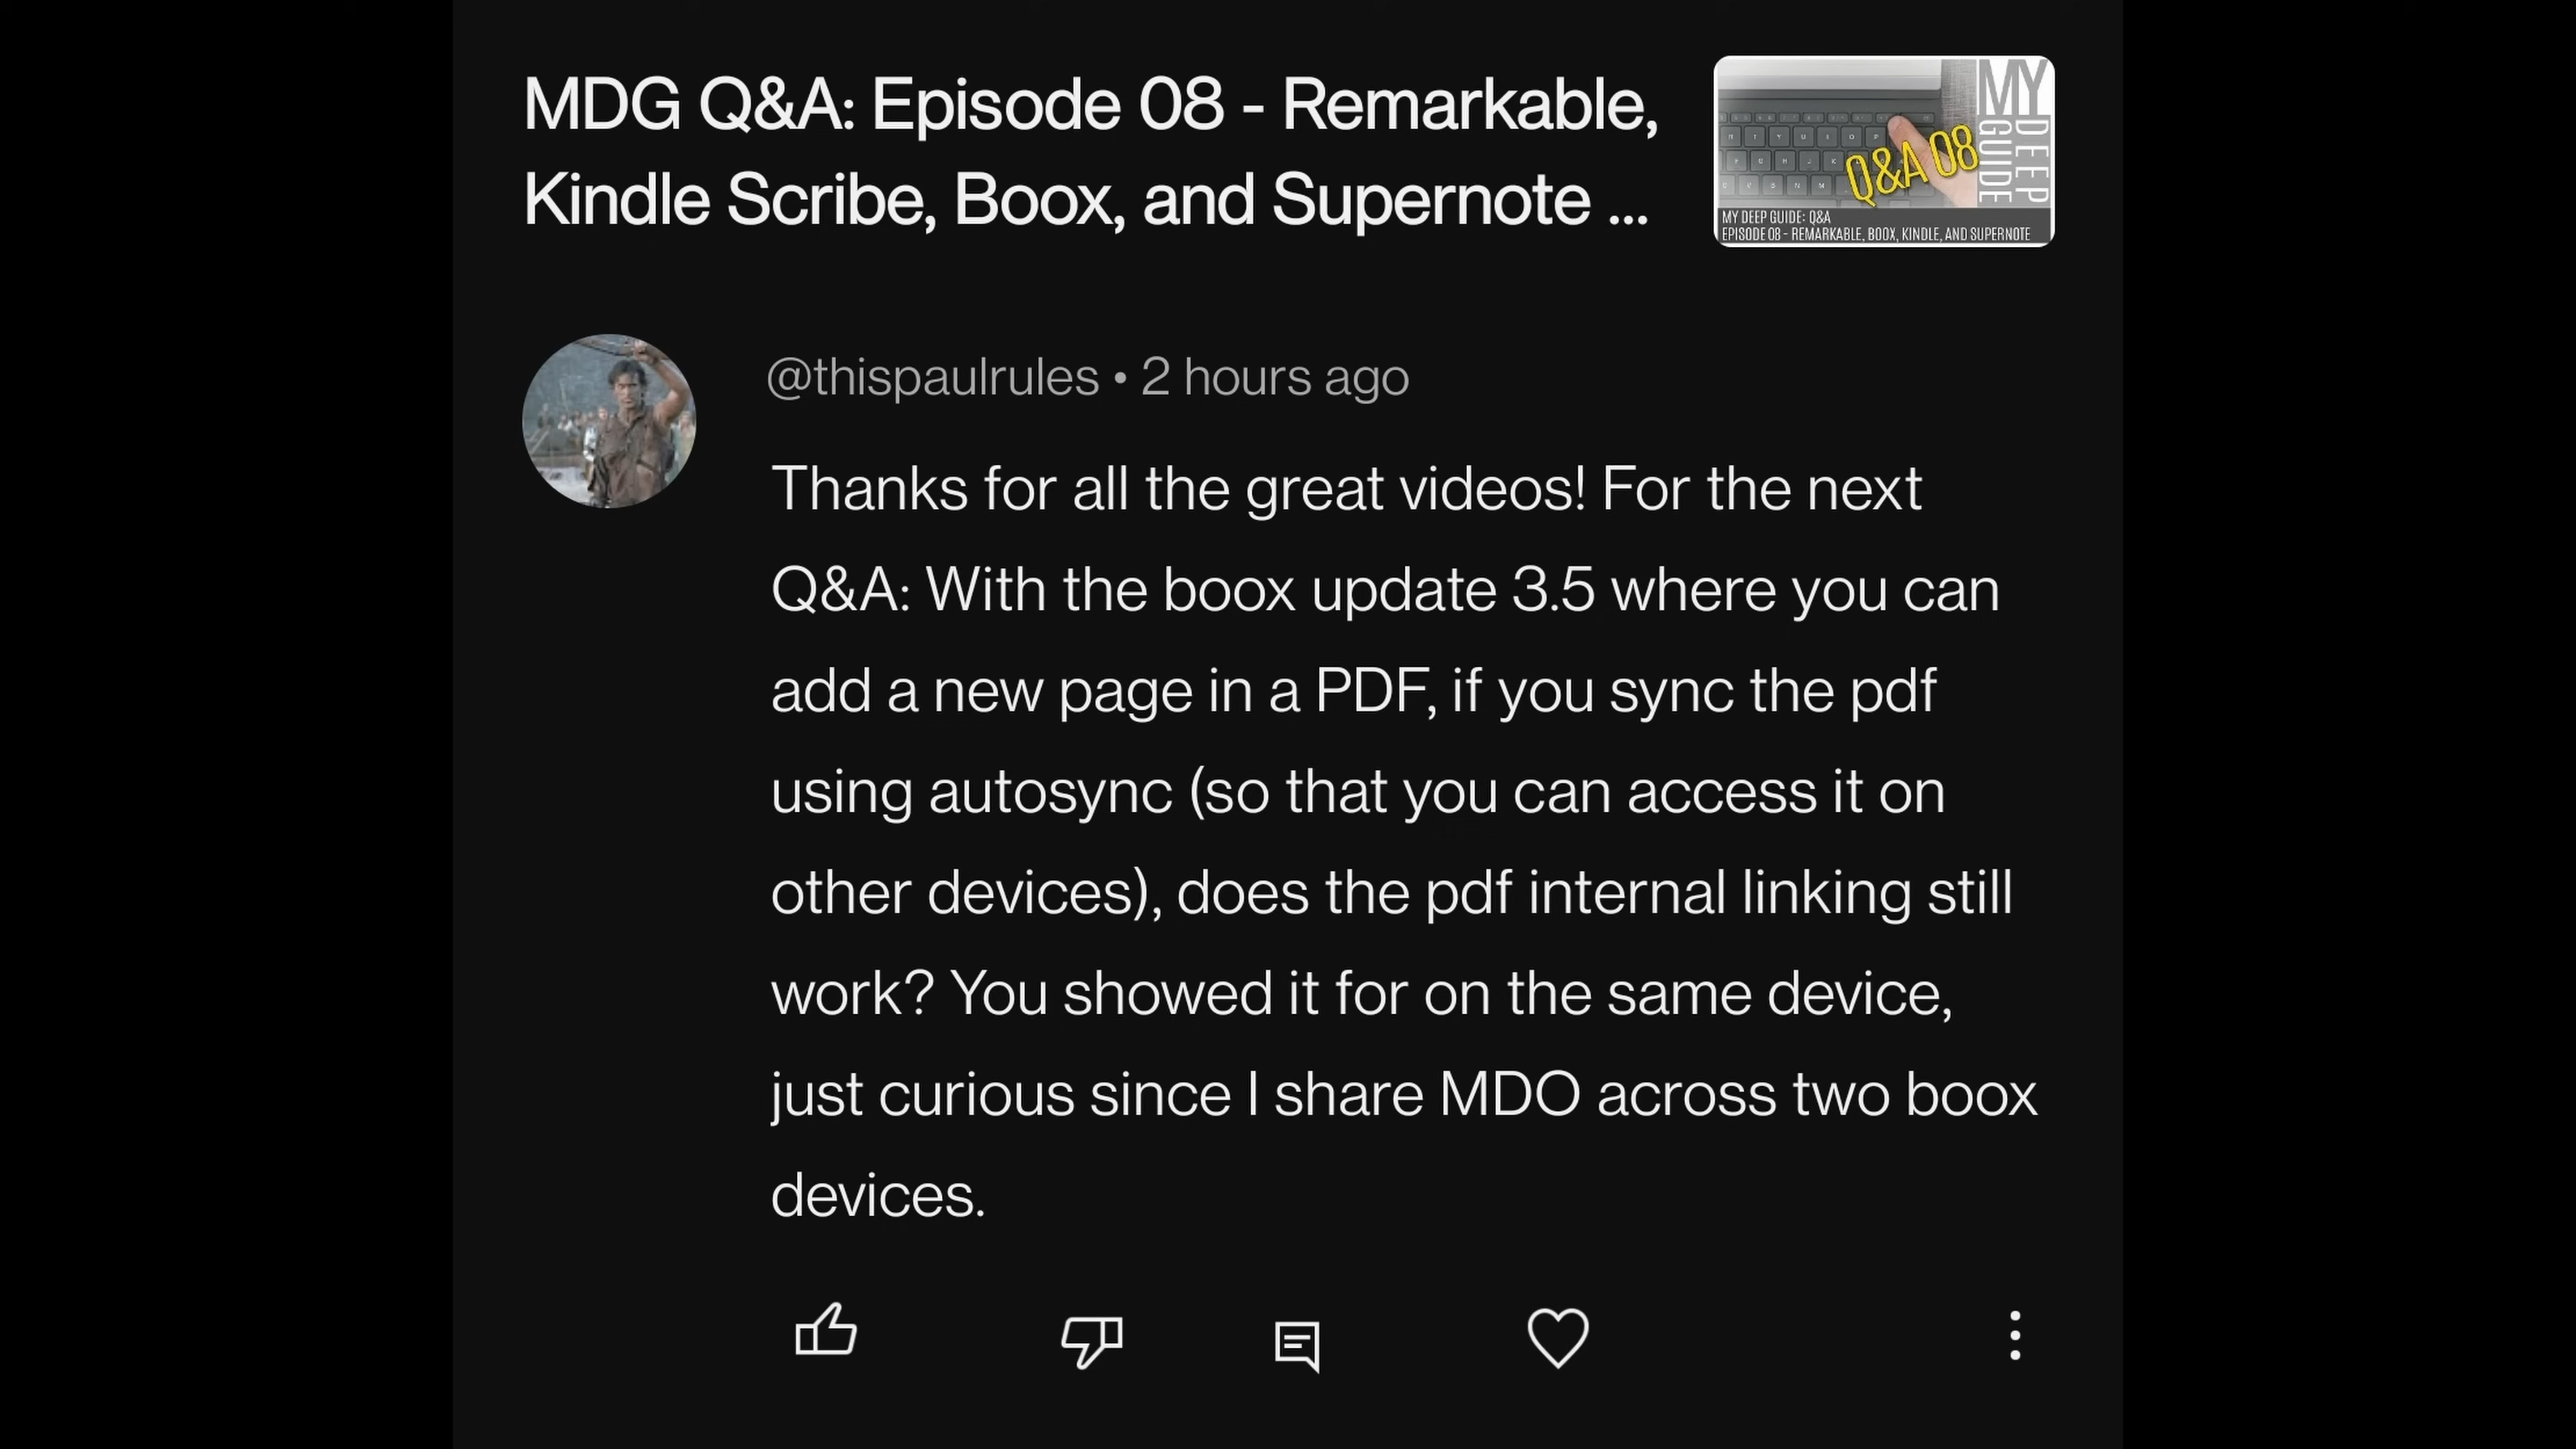 MDG Q&A: Episode 08 - Remarkable,
Kindle Scribe, Boox, and Supernote ...
MY
DEEP
GUIDE
Q&A 08
MY DEEP GUIDE: Q&A
EPISODE 08 - REMARKABLE, BOOX, KINDLE, AND SUPERNOTE
@thispaulrules • 2 hours ago
Thanks for all the great videos! For the next
Q&A: With the boox update 3.5 where you can
add a new page in a PDF, if you sync the pdf
using autosync (so that you can access it on
other devices), does the pdf internal linking still
work? You showed it for on the same device,
just curious since I share MDO across two boox
devices.